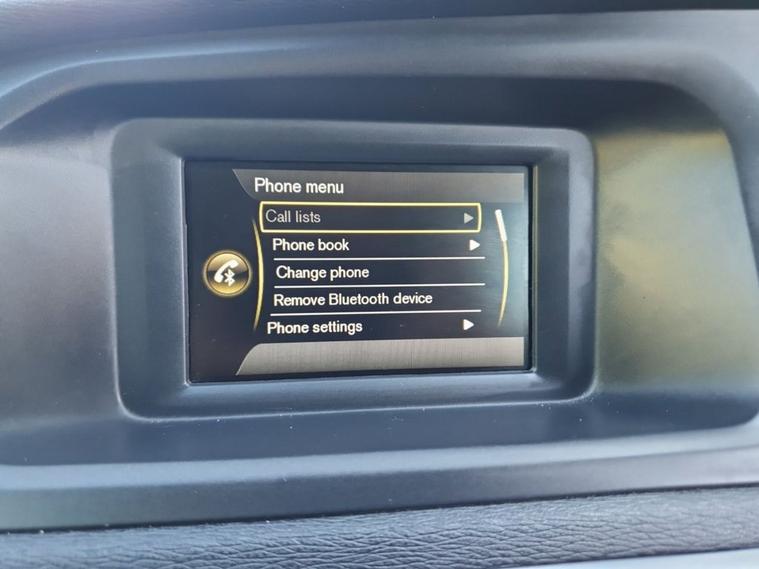 Phone menu
Call lists
Phone book
Change phone
Remove Bluetooth device
Phone settings